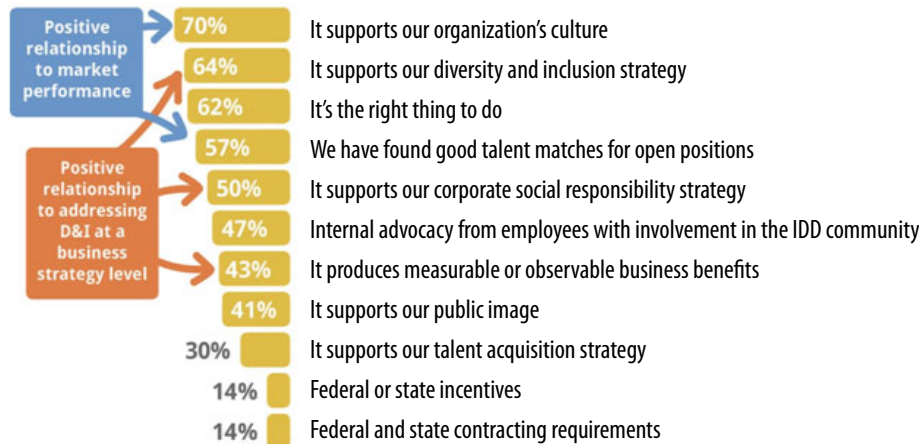 Positive
relationship
to market
performance
Positive
relationship
to addressing
D&I at a
business
strategy level
70% It supports our organization’s culture
64% It supports our diversity and inclusion strategy
62% It’s the right thing to do
57% We have found good talent matches for open positions
50% It supports our corporate social responsibility strategy
47% Internal advocacy from employees with involvement in the IDD community
43% It produces measurable or observable business benefits
41% It supports our public image
30% It supports our talent acquisition strategy
14% Federal or state incentives
14% Federal and state contracting requirements